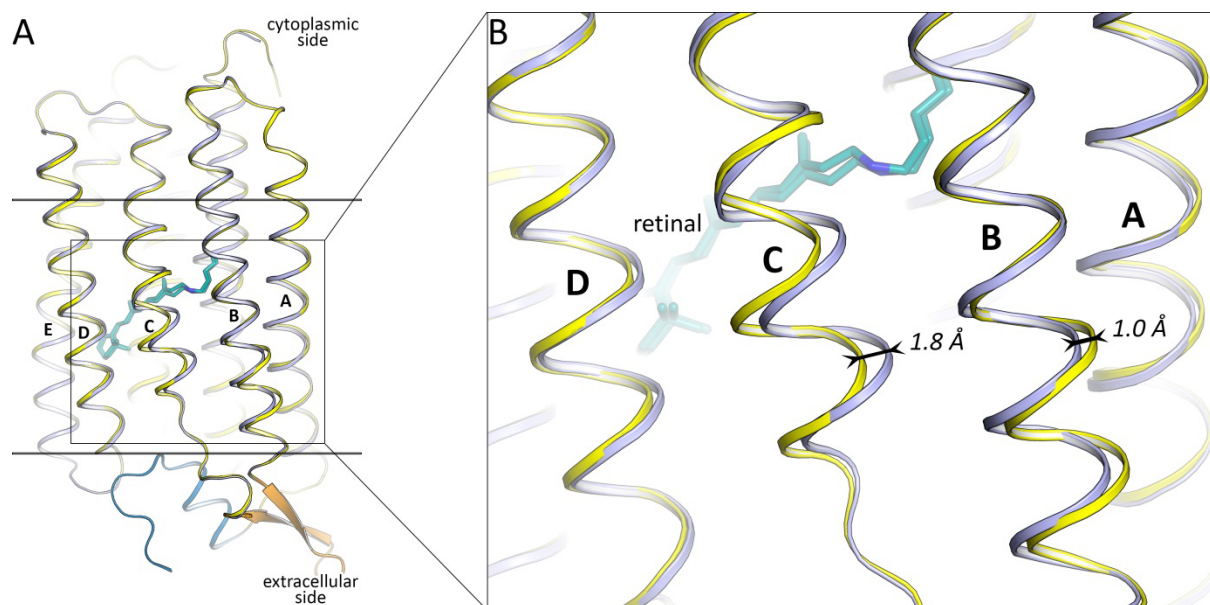 A
cytoplasmic
side
E
D
C
B
A
extracellular
side
B
retinal
D
C
B
A
1.8 Å
1.0 Å